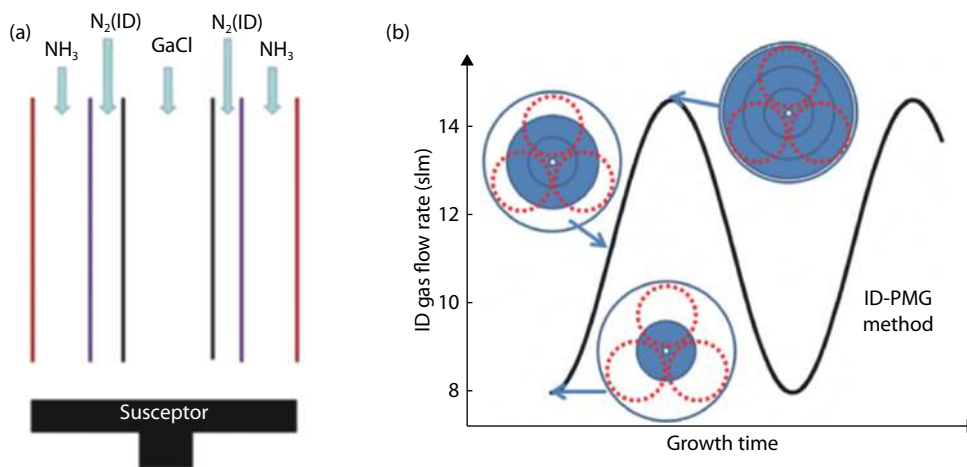 (a)
N₂(ID)
N₂(ID)
NH₃
GaCl
NH₃
Susceptor
(b)
ID gas flow rate (slm)
14
12
10
8
ID-PMG
method
Growth time